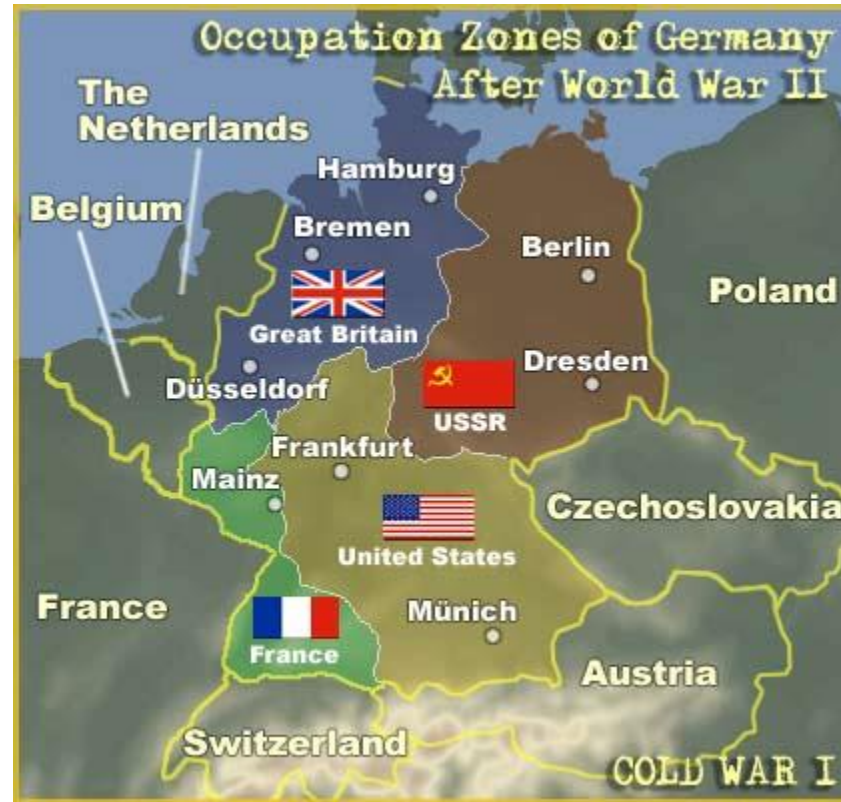 Occupation Zones of Germany
After World War II
The
Netherlands
Belgium
Hamburg
Bremen
Berlin
Poland
Great Britain
Düsseldorf
Dresden
USSR
Frankfurt
Mainz
Czechoslovakia
United States
France
Münich
France
Austria
Switzerland
COLD WAR I